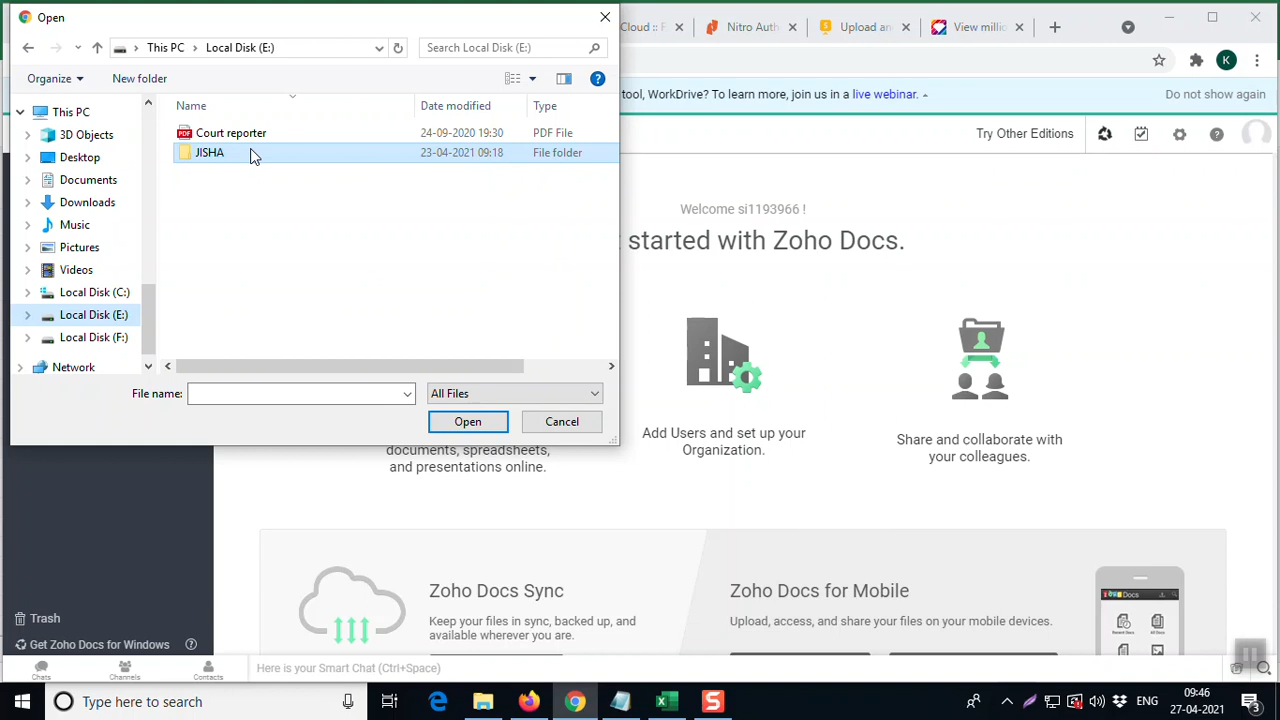 Open
Cloud :: F
Nitro Auth
Upload and
View millio
This PC
Local Disk (E:)
Search Local Disk (E:)
K
Organize
New folder
tool, WorkDrive? To learn more, join us in a live webinar.
Do not show again
This PC
3D Objects
Desktop
Documents
Downloads
Music
Pictures
Videos
Local Disk (C:)
Local Disk (E:)
Local Disk (F:)
Network
Name
Date modified
Type
Court reporter
24-09-2020 19:30
PDF File
JISHA
23-04-2021 09:18
File folder
File name:
All Files
Open
Cancel
Try Other Editions
Welcome si1193966 !
started with Zoho Docs.
documents, spreadsheets,
and presentations online.
Add Users and set up your
Organization.
Share and collaborate with
your colleagues.
Zoho Docs Sync
Keep your files in sync, backed up, and
available wherever you are.
Zoho Docs for Mobile
Upload, access, and share your files on your mobile devices.
Docs
Trash
Get Zoho Docs for Windows
Chats
Channels
Contacts
Here is your Smart Chat (Ctrl+Space)
Type here to search
ENG
09:46
27-04-2021
3